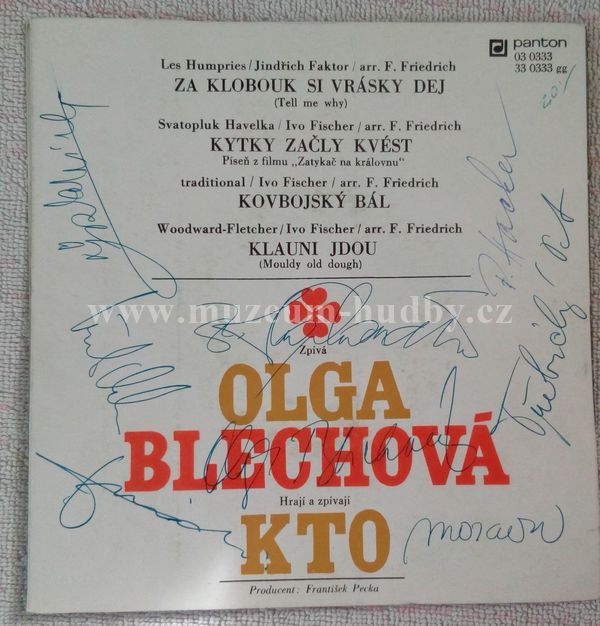 panton
03 0333
33 0333 gg
Les Humpries/Jindřich Faktor/arr. F. Friedrich
ZA KLOBOUK SI VRÁSKY DEJ
(Tell me why)
Svatopluk Havelka/Ivo Fischer/arr. F. Friedrich
KYTKY ZAČLY KVÉST
Píseň z filmu „Zatykač na královnu"
traditional/Ivo Fischer/arr. F. Friedrich
KOVBOJSKÝ BÁL
Woodward-Fletcher/Ivo Fischer/arr. F. Friedrich
KLAUNI JDOU
(Mouldy old dough)
www.muzeum-hudby.cz
Zpívá
OLGA
BLECHOVÁ
Hrají a zpívají
KTO
Producent: František Pecka